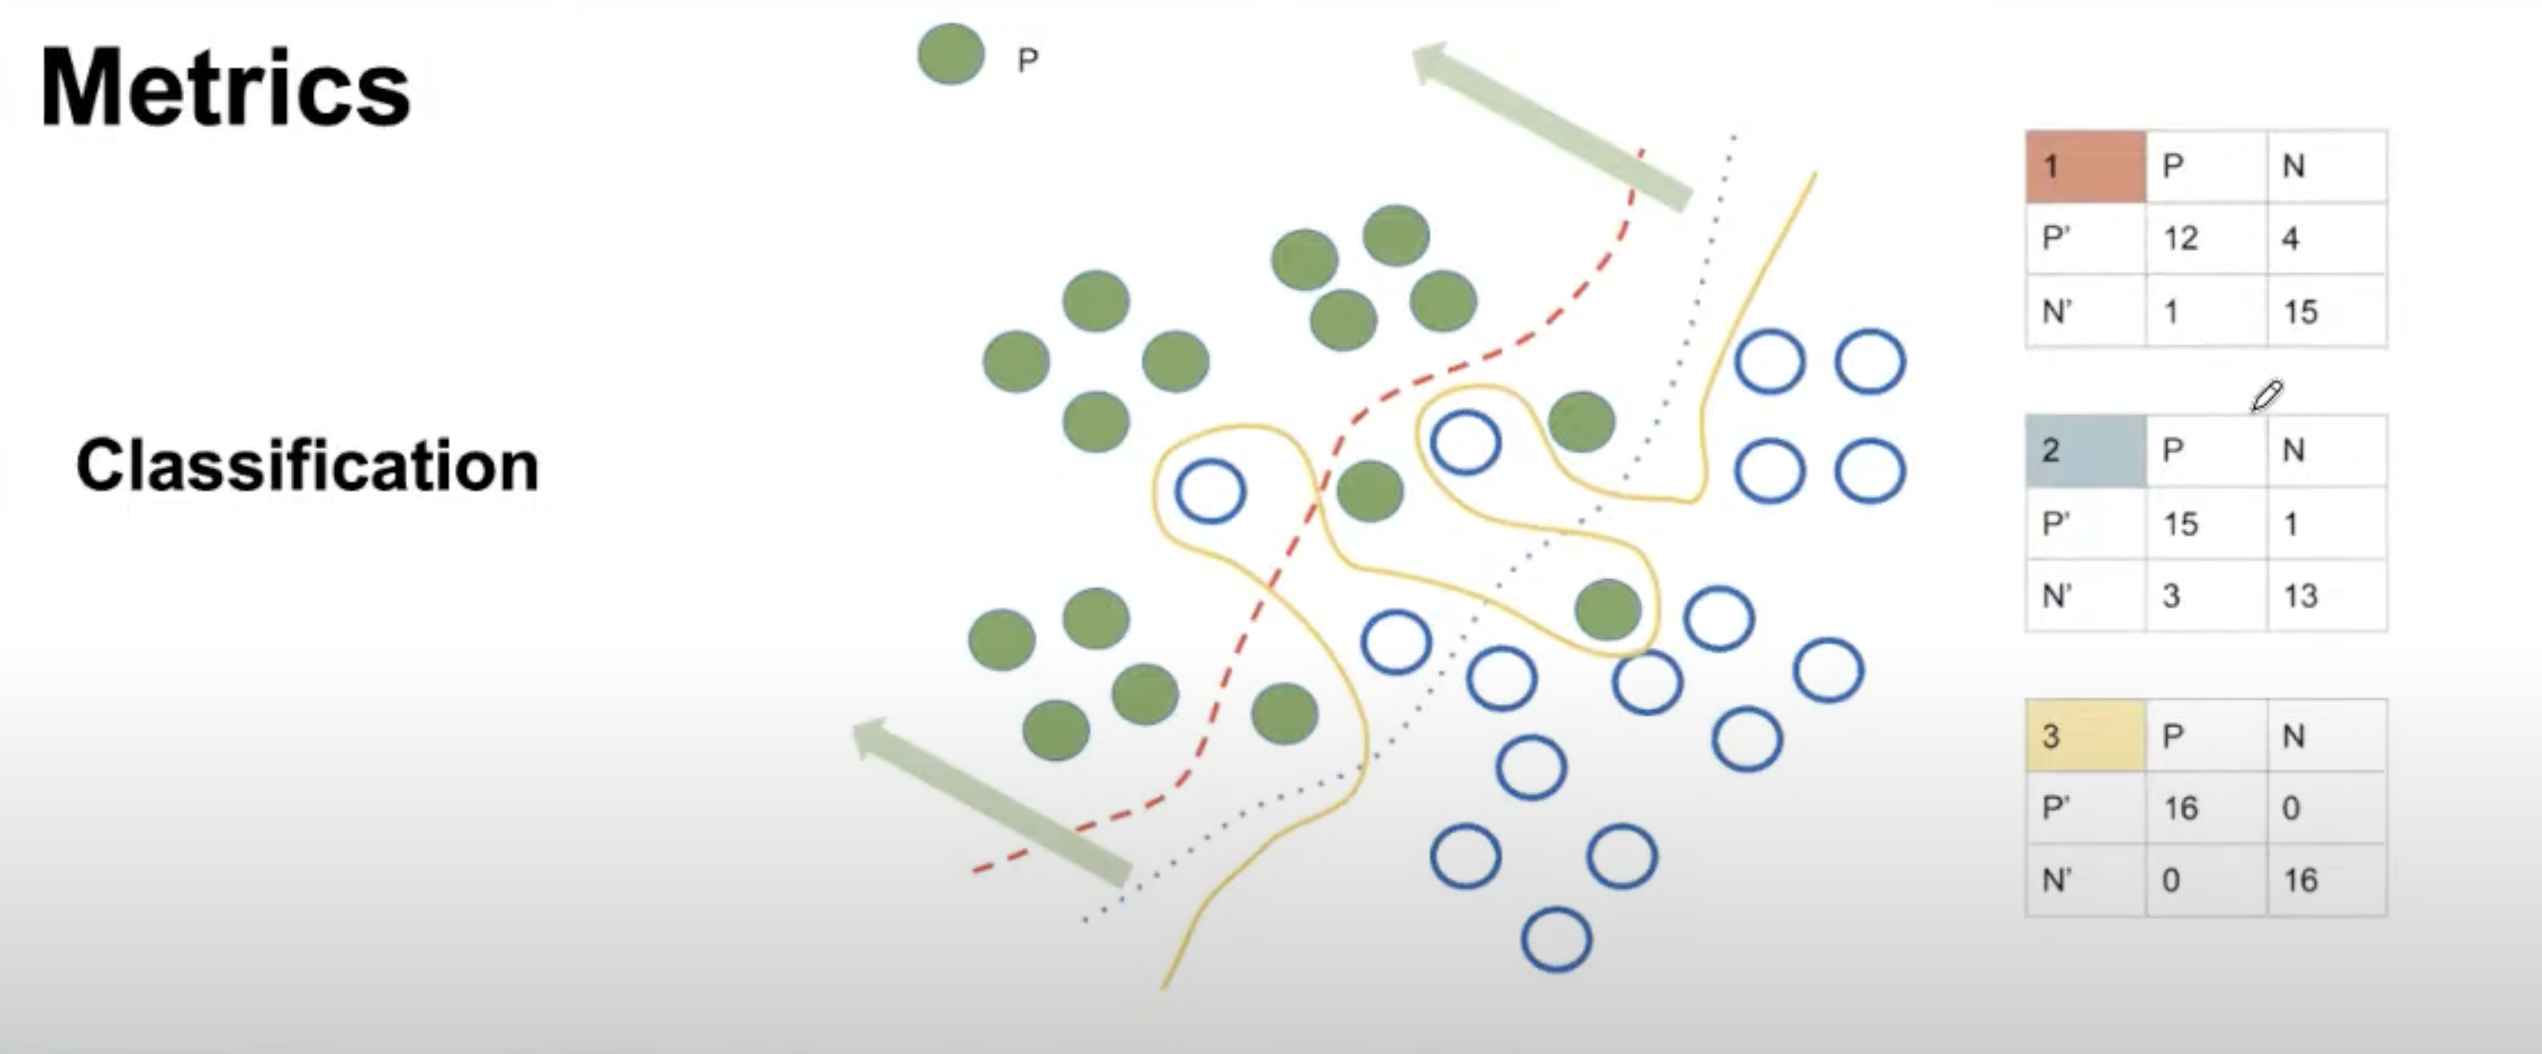 Metrics
P
Classification
1 P N
P' 12 4
N' 1 15
2 P N
P' 15 1
N' 3 13
3 P N
P' 16 0
N' 0 16